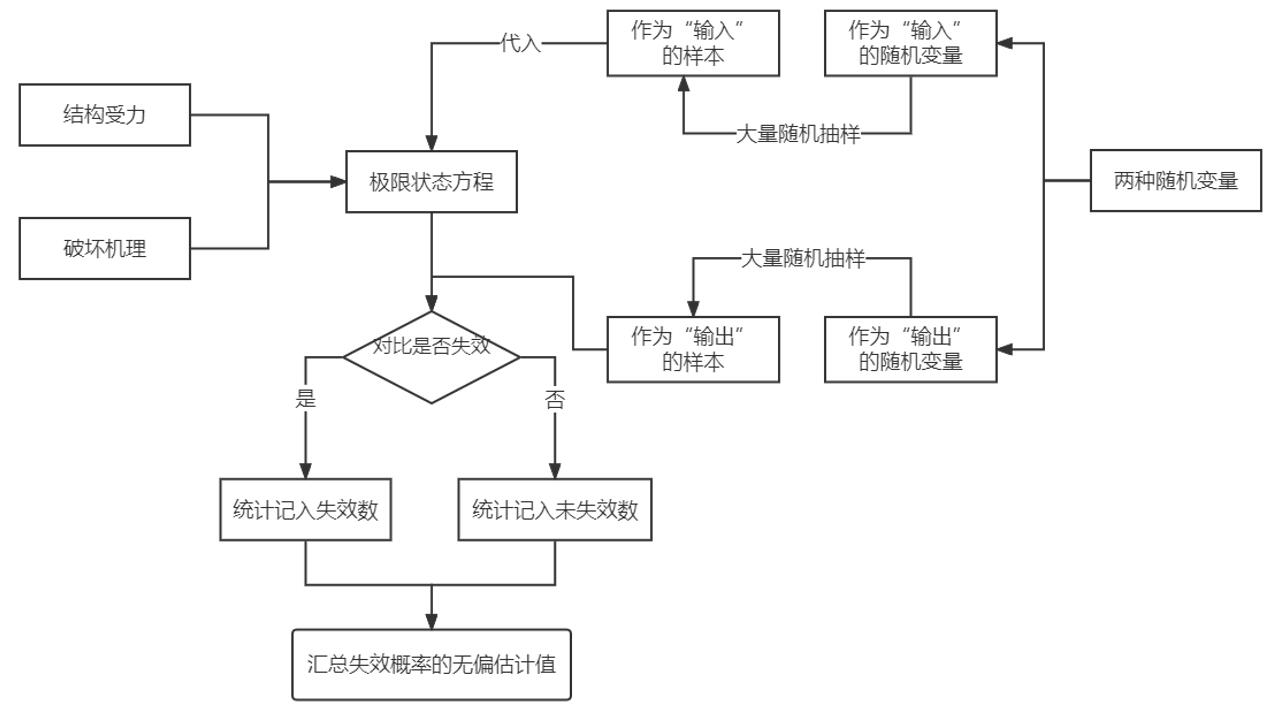 作为“输入”
的样本
作为“输入”
的随机变量
代入
大量随机抽样
结构受力
极限状态方程
两种随机变量
破坏机理
大量随机抽样
作为“输出”
的样本
作为“输出”
的随机变量
对比是否失效
是
否
统计记入失效数
统计记入未失效数
汇总失效概率的无偏估计值